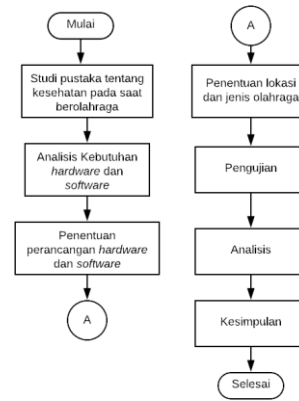 Mulai
Studi pustaka tentang
kesehatan pada saat
berolahraga
Analisis Kebutuhan
hardware dan
software
Penentuan
perancangan hardware
dan software
A
A
Penentuan lokasi
dan jenis olahraga
Pengujian
Analisis
Kesimpulan
Selesai